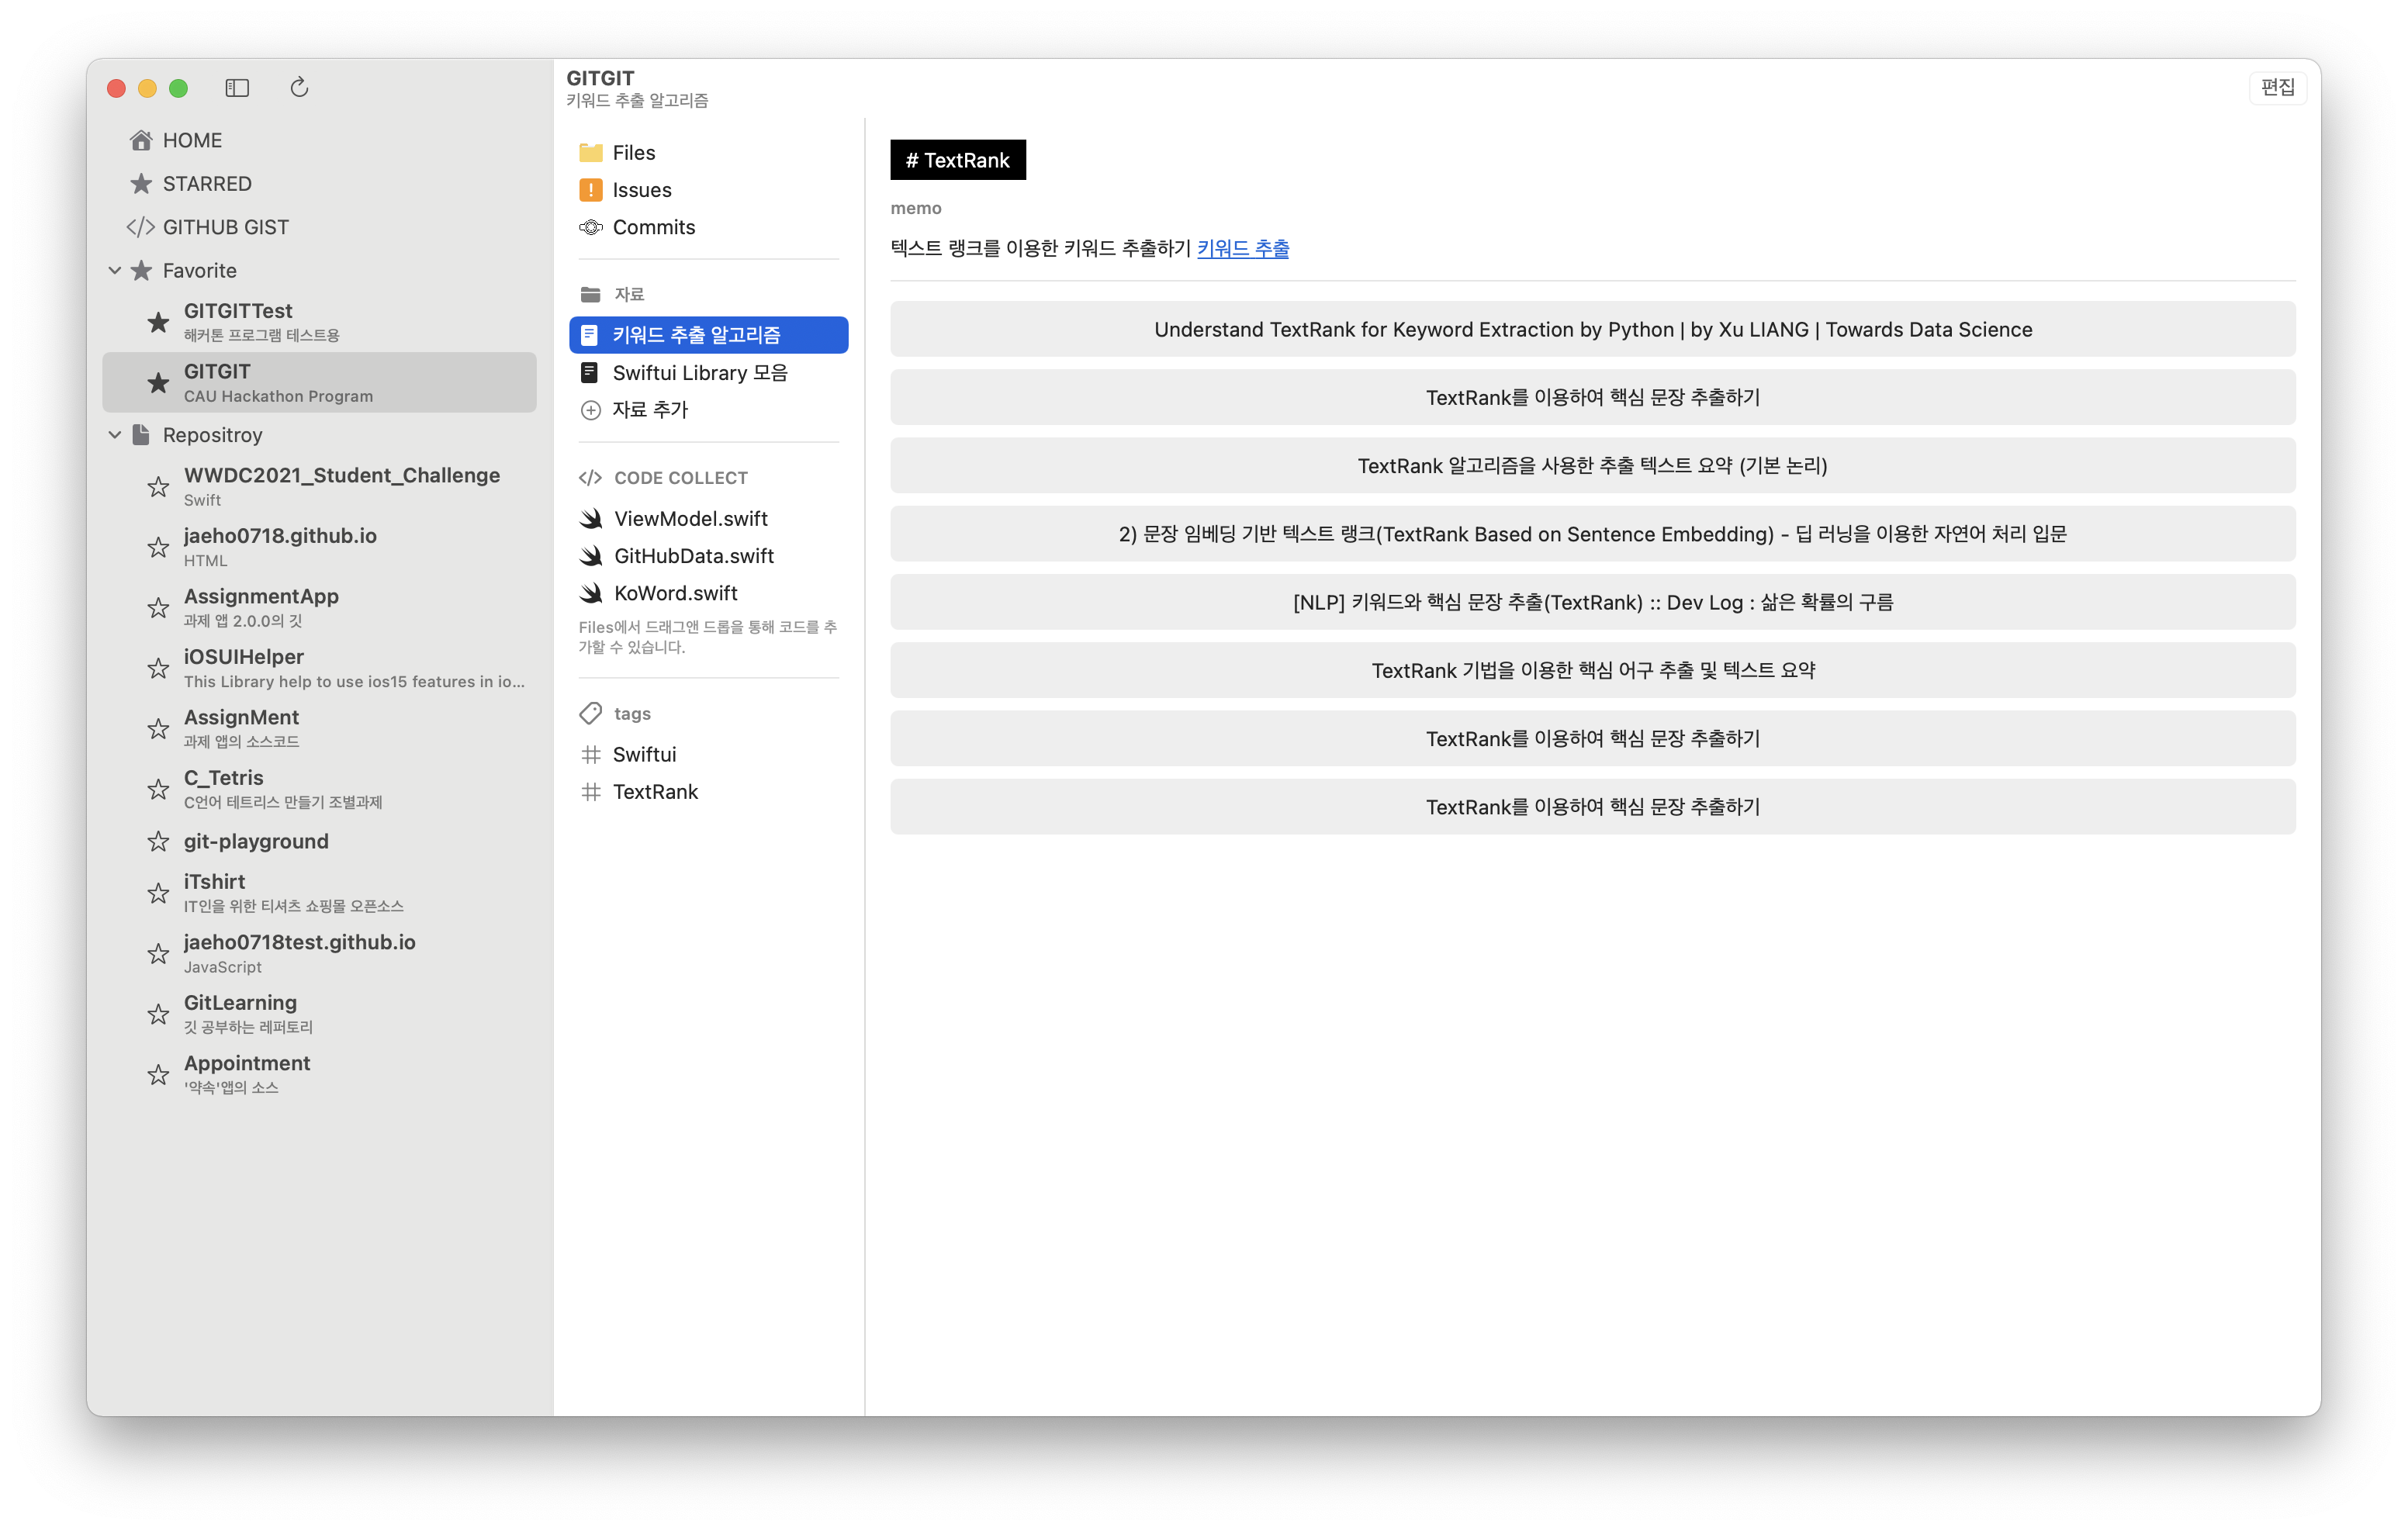 GITGIT
키워드 추출 알고리즘
편집
HOME
STARRED
GITHUB GIST
Favorite
GITGITTest
해커톤 프로그램 테스트용
GITGIT
CAU Hackathon Program
Repositroy
WWDC2021_Student_Challenge
Swift
jaeho0718.github.io
HTML
AssignmentApp
과제 앱 2.0.0의 깃
iOSUIHelper
This Library help to use ios15 features in io...
AssignMent
과제 앱의 소스코드
C_Tetris
C언어 테트리스 만들기 조별과제
git-playground
iTshirt
IT인을 위한 티셔츠 쇼핑몰 오픈소스
jaeho0718test.github.io
JavaScript
GitLearning
깃 공부하는 레퍼토리
Appointment
'약속'앱의 소스
Files
Issues
Commits
자료
키워드 추출 알고리즘
Swiftui Library 모음
자료 추가
</> CODE COLLECT
ViewModel.swift
GitHubData.swift
KoWord.swift
Files에서 드래그앤 드롭을 통해 코드를 추
가할 수 있습니다.
tags
Swiftui
TextRank
# TextRank
memo
텍스트 랭크를 이용한 키워드 추출하기 키워드 추출
Understand TextRank for Keyword Extraction by Python | by Xu LIANG | Towards Data Science
TextRank를 이용하여 핵심 문장 추출하기
TextRank 알고리즘을 사용한 추출 텍스트 요약 (기본 논리)
2) 문장 임베딩 기반 텍스트 랭크(TextRank Based on Sentence Embedding) - 딥 러닝을 이용한 자연어 처리 입문
[NLP] 키워드와 핵심 문장 추출(TextRank) :: Dev Log : 삶은 확률의 구름
TextRank 기법을 이용한 핵심 어구 추출 및 텍스트 요약
TextRank를 이용하여 핵심 문장 추출하기
TextRank를 이용하여 핵심 문장 추출하기